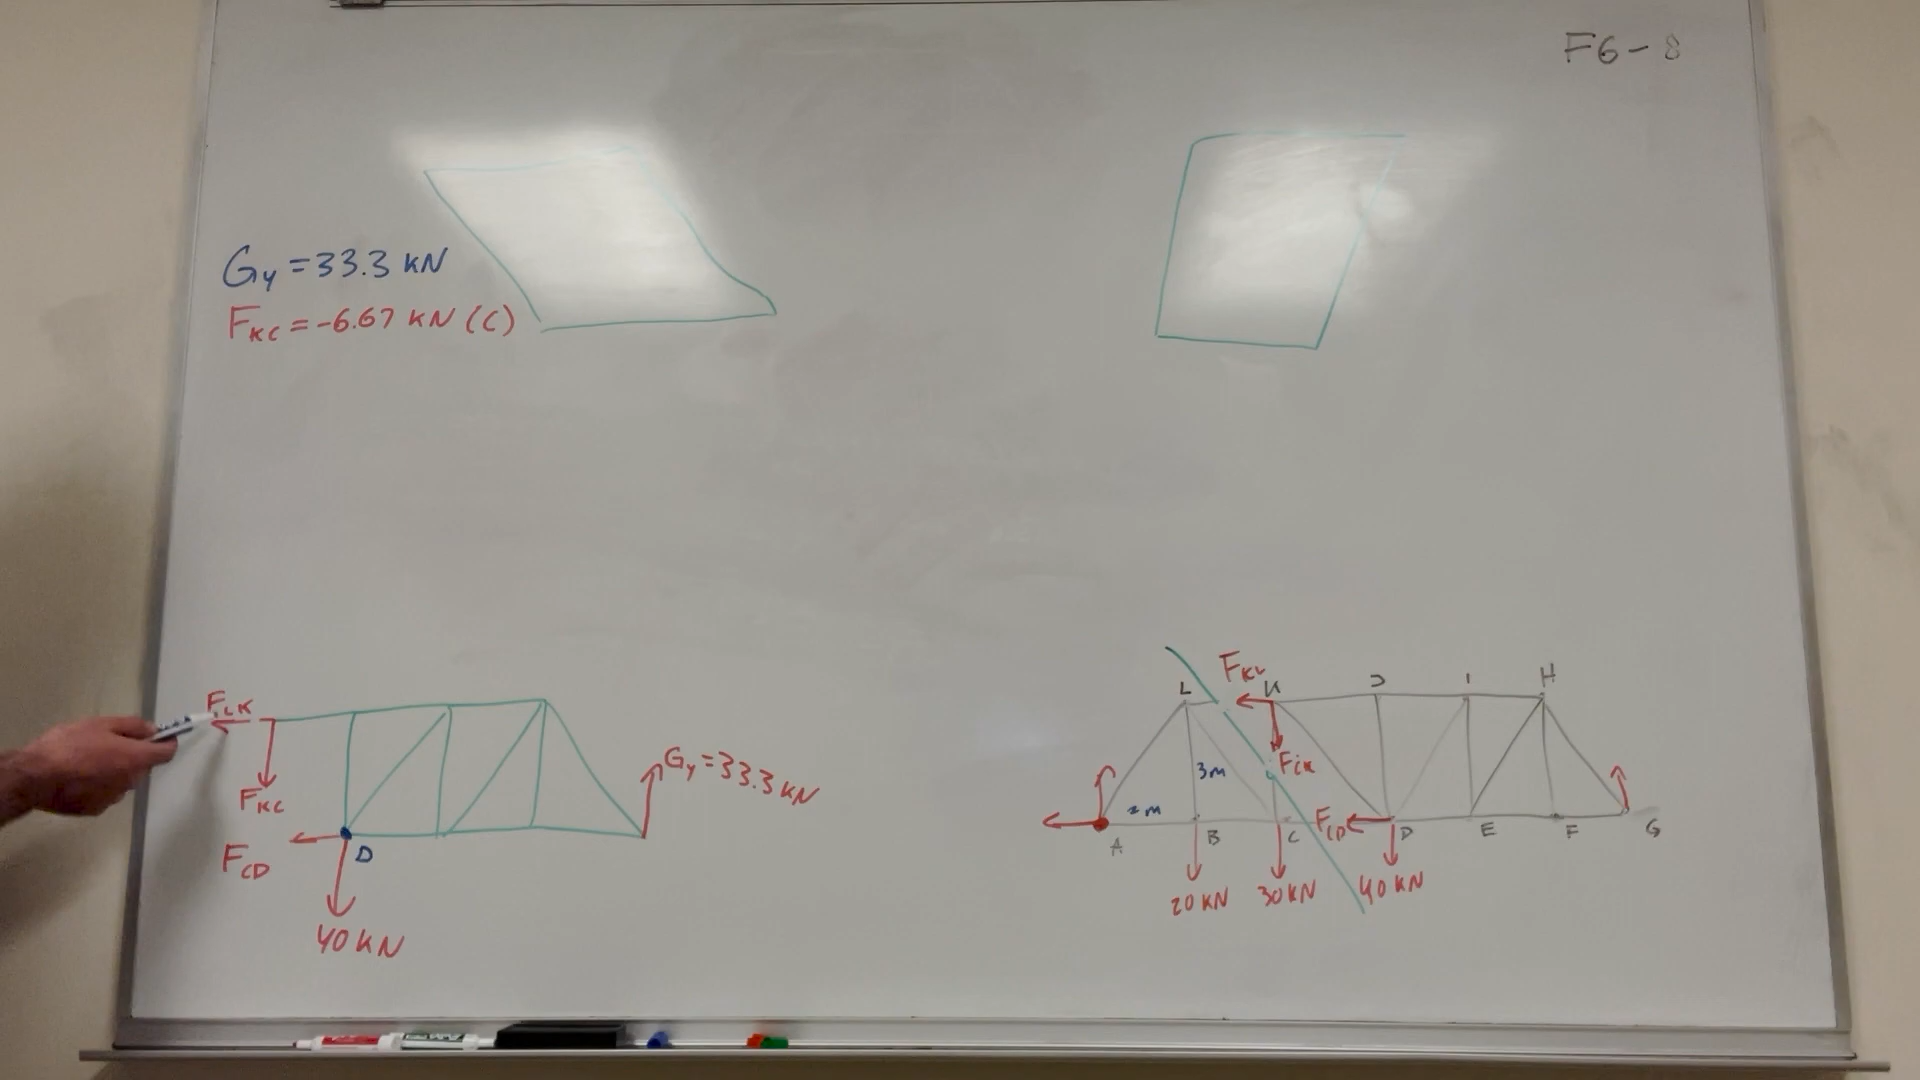 F6-8
Gy = 33.3 KN
FKC = -6.67 KN (C)
FLK
FKC
FCD
D
40 KN
Gy = 33.3 KN
FKL
L
K
J
I
H
3m
FCK
2m
FCD
A
B
C
D
E
F
G
20 KN
30 KN
40 KN